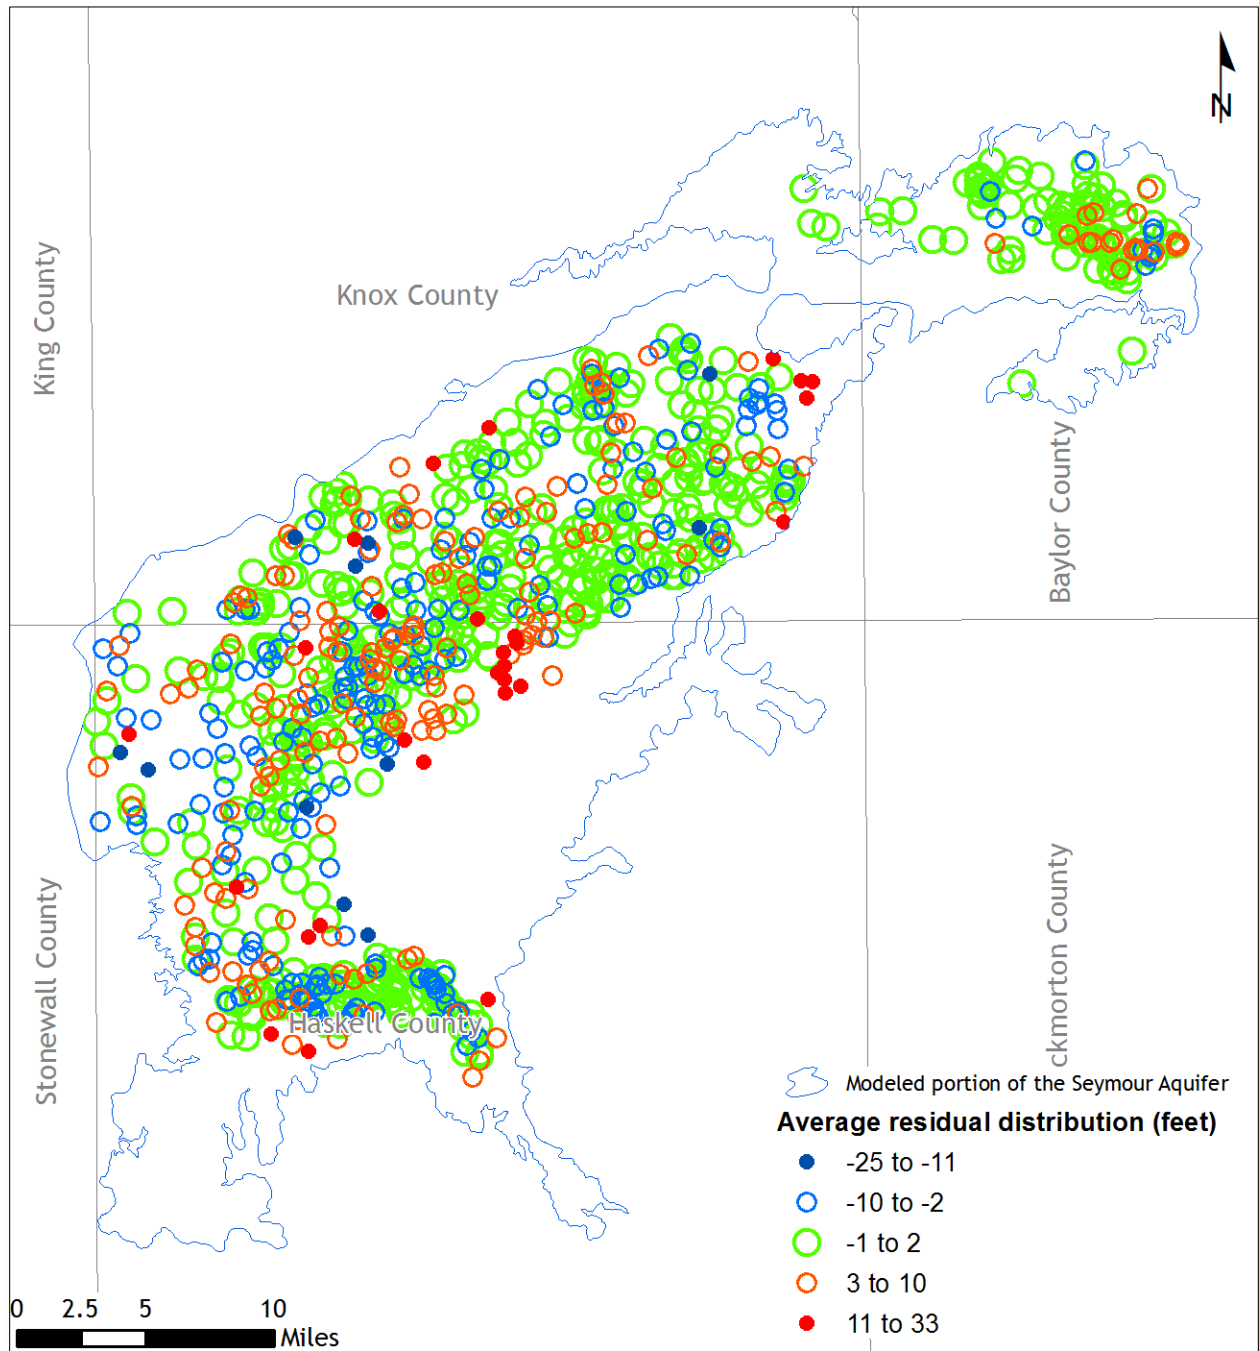 N
King County
Knox County
Baylor County
Stonewall County
ckmorton County
Haskell County
Modeled portion of the Seymour Aquifer
Average residual distribution (feet)
-25 to -11
-10 to -2
-1 to 2
3 to 10
11 to 33
0 2.5 5 10
Miles